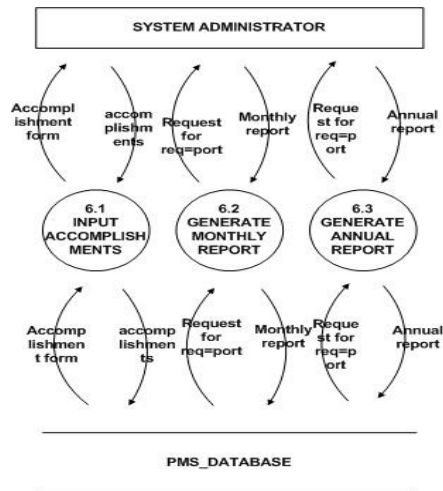 SYSTEM ADMINISTRATOR
Accompl
ishment
form
accom
plishm
ents
Request
for
req=port
Monthly
report
Reque
st for
req=p
ort
Annual
report
6.1
INPUT
ACCOMPLISH
MENTS
6.2
GENERATE
MONTHLY
REPORT
6.3
GENERATE
ANNUAL
REPORT
Accomp
lishmen
t form
accomp
lishmen
ts
Request
for
req=port
Monthly
report
Reque
st for
req=p
ort
Annual
report
PMS_DATABASE